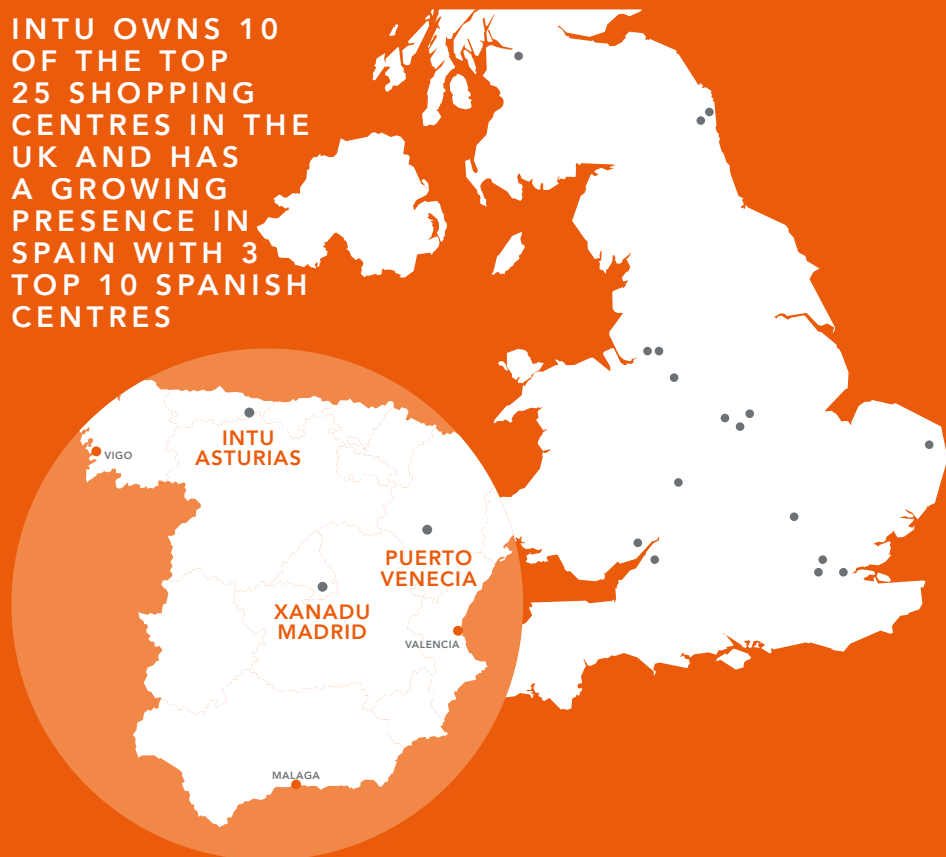 INTU OWNS 10
OF THE TOP
25 SHOPPING
CENTRES IN THE
UK AND HAS
A GROWING
PRESENCE IN
SPAIN WITH 3
TOP 10 SPANISH
CENTRES
INTU
ASTURIAS
VIGO
PUERTO
VENECIA
XANADU
MADRID
VALENCIA
MALAGA